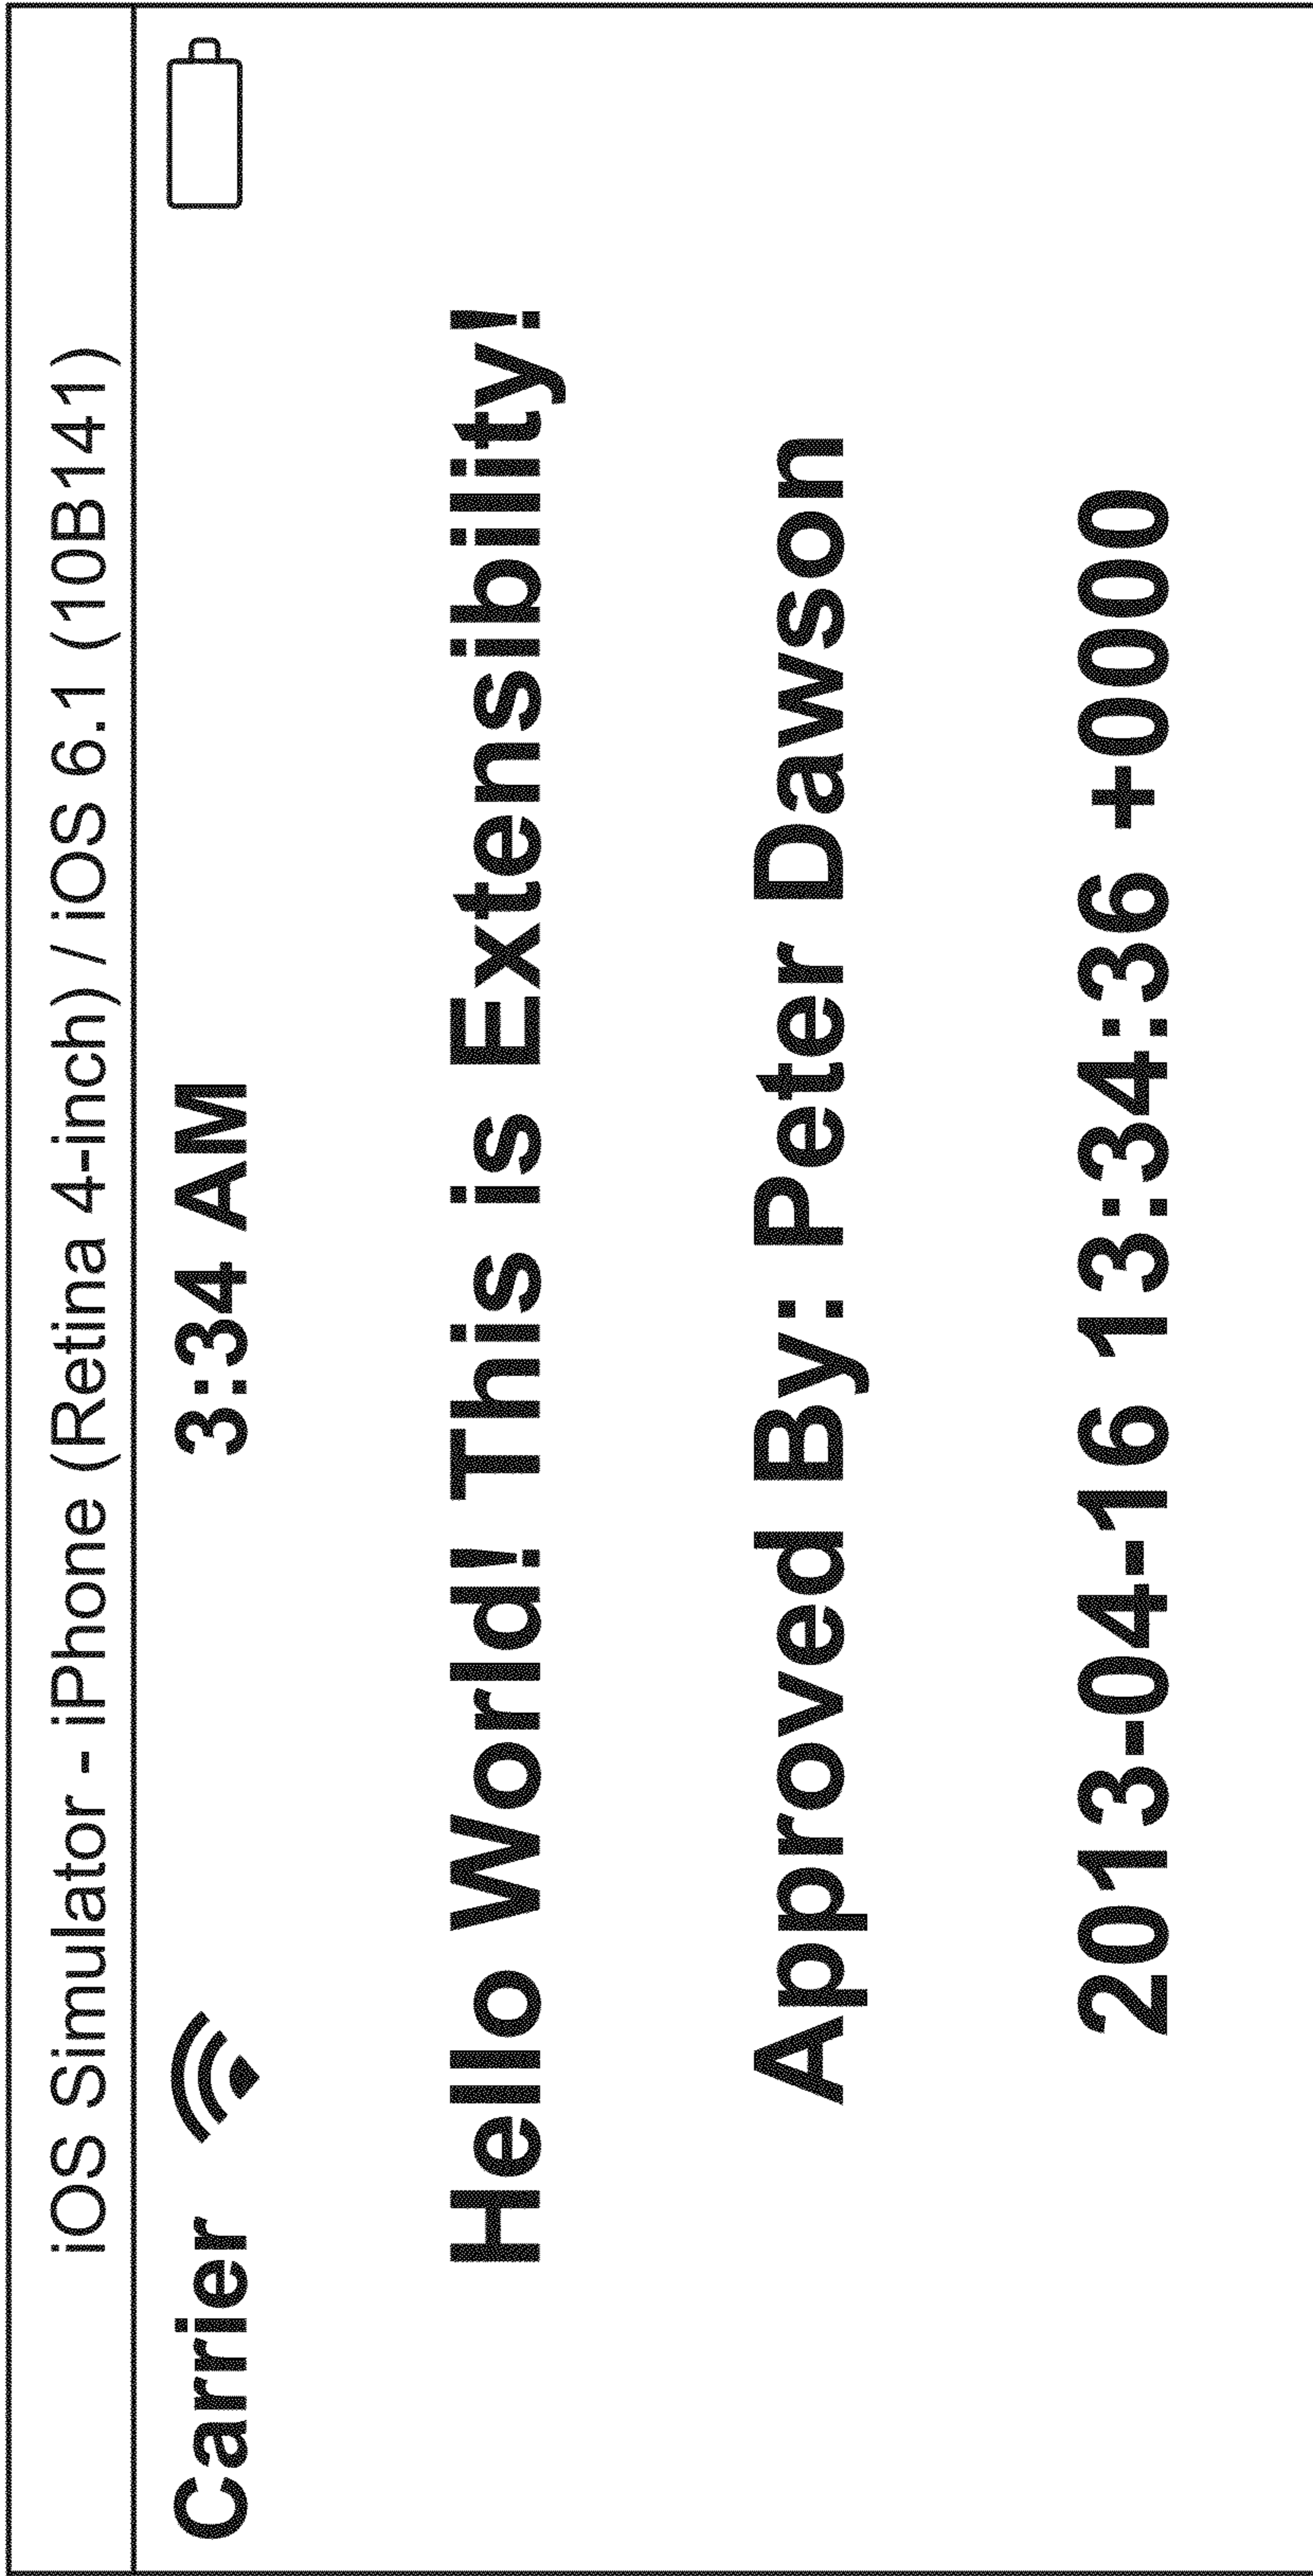 iOS Simulator - iPhone (Retina 4-inch) / iOS 6.1 (10B141)
Carrier 3:34 AM
Hello World! This is Extensibility!
Approved By: Peter Dawson
2013-04-16 13:34:36 +0000